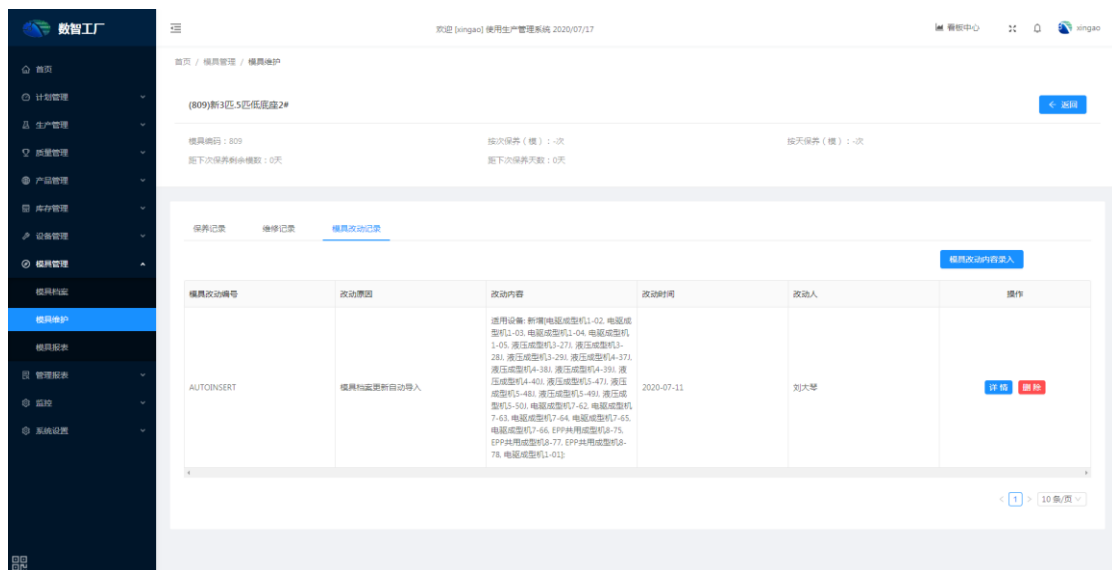 数智工厂
欢迎 [xingao] 使用生产管理系统 2020/07/17
看板中心
xingao
首页
计划管理
生产管理
质量管理
产品管理
库存管理
设备管理
模具管理
模具档案
模具维护
模具报表
管理报表
监控
系统设置
首页 / 模具管理 / 模具维护
(809)新3匹.5匹低底座2#
返回
模具编码：809
按次保养（模）：-次
按天保养（模）：-次
距下次保养剩余模数：0天
距下次保养天数：0天
保养记录
维修记录
模具改动记录
模具改动内容录入
模具改动编号
改动原因
改动内容
改动时间
改动人
操作
AUTOINSERT
模具档案更新自动导入
适用设备: 新增[电驱成型机1-02, 电驱成
型机1-03, 电驱成型机1-04, 电驱成型机
1-05, 液压成型机3-27J, 液压成型机3-
28J, 液压成型机3-29J, 液压成型机4-37J,
液压成型机4-38J, 液压成型机4-39J, 液
压成型机4-40J, 液压成型机5-47J, 液压
成型机5-48J, 液压成型机5-49J, 液压成
型机5-50J, 电驱成型机7-62, 电驱成型机
7-63, 电驱成型机7-64, 电驱成型机7-65,
电驱成型机7-66, EPP共用成型机8-75,
EPP共用成型机8-77, EPP共用成型机8-
78, 电驱成型机1-01];
2020-07-11
刘大琴
详情
删除
1
10 条/页